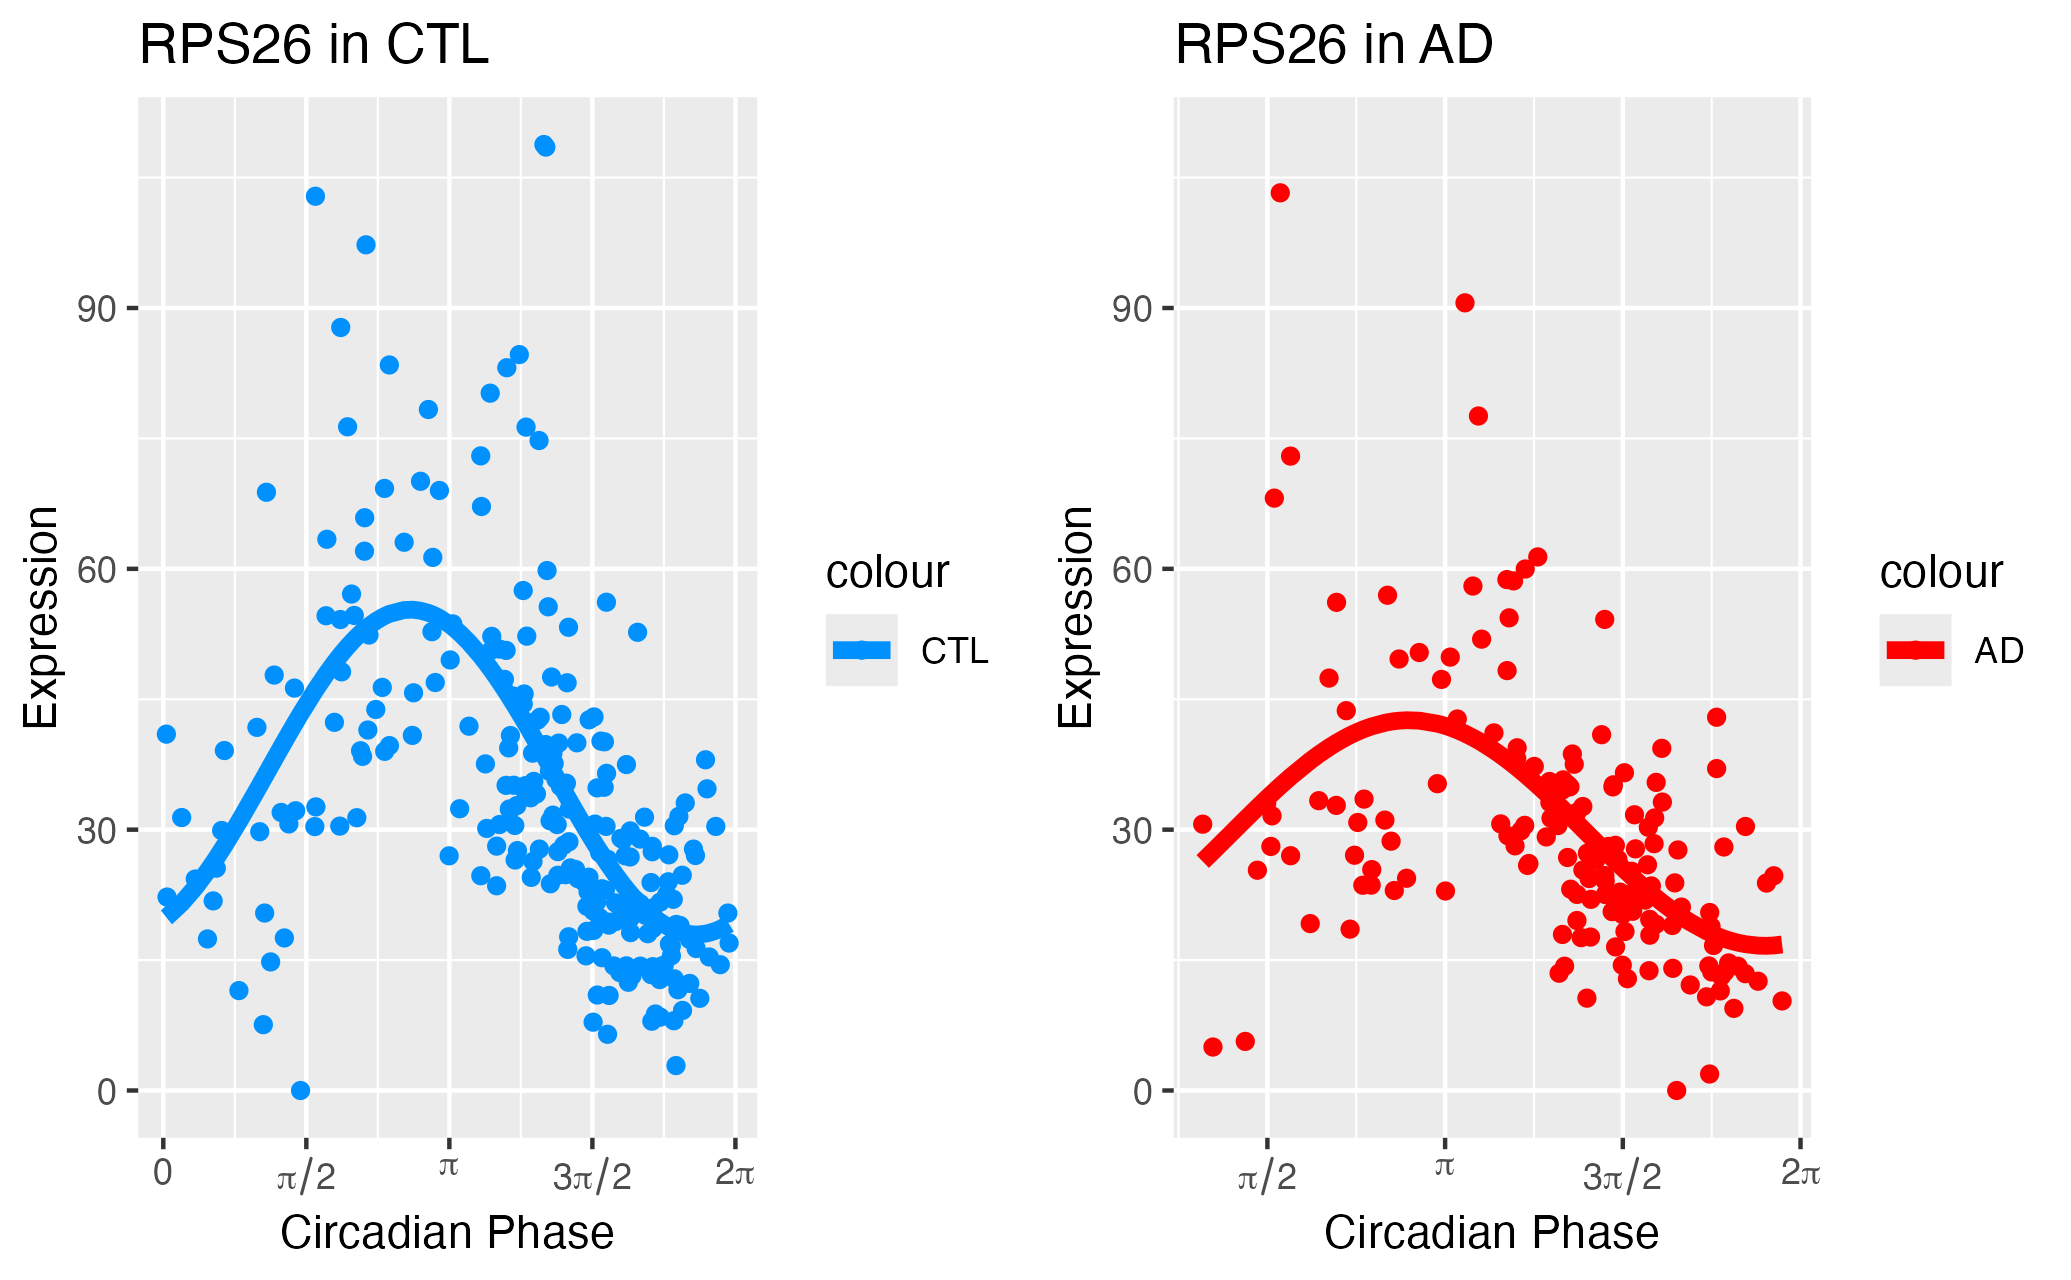 RPS26 in CTL
Expression
90
60
30
0
0
π/2
π
3π/2
2π
Circadian Phase
colour
CTL
RPS26 in AD
Expression
90
60
30
0
π/2
π
3π/2
2π
Circadian Phase
colour
AD